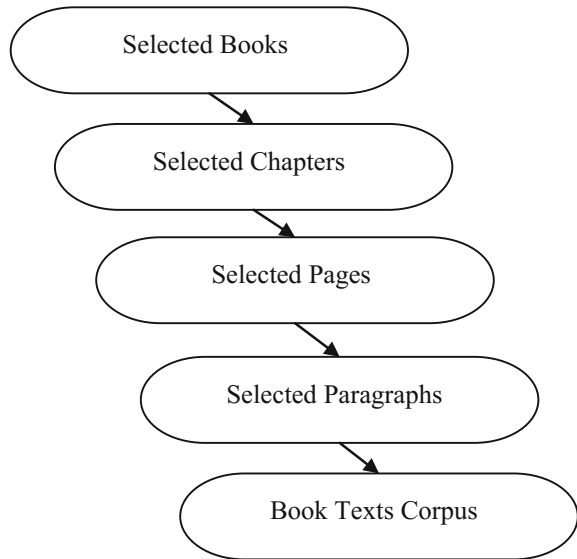 Selected Books
Selected Chapters
Selected Pages
Selected Paragraphs
Book Texts Corpus